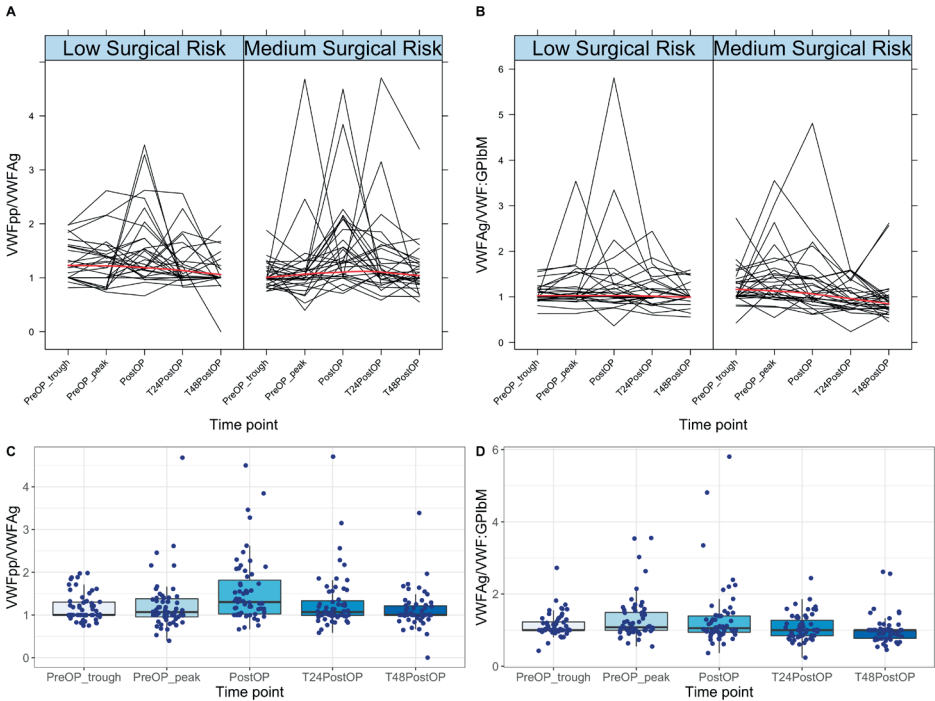 A
Low Surgical Risk
Medium Surgical Risk
VWFpp/VWFAg
4
3
2
1
0
PreOP_trough
PreOP_peak
PostOP
T24PostOP
T48PostOP
PreOP_trough
PreOP_peak
PostOP
T24PostOP
T48PostOP
Time point
B
Low Surgical Risk
Medium Surgical Risk
VWFAg/VWF:GPIbM
6
5
4
3
2
1
0
PreOP_trough
PreOP_peak
PostOP
T24PostOP
T48PostOP
PreOP_trough
PreOP_peak
PostOP
T24PostOP
T48PostOP
Time point
C
VWFpp/VWFAg
4
3
2
1
0
PreOP_trough
PreOP_peak
PostOP
T24PostOP
T48PostOP
Time point
D
VWFAg/VWF:GPIbM
6
4
2
0
PreOP_trough
PreOP_peak
PostOP
T24PostOP
T48PostOP
Time point